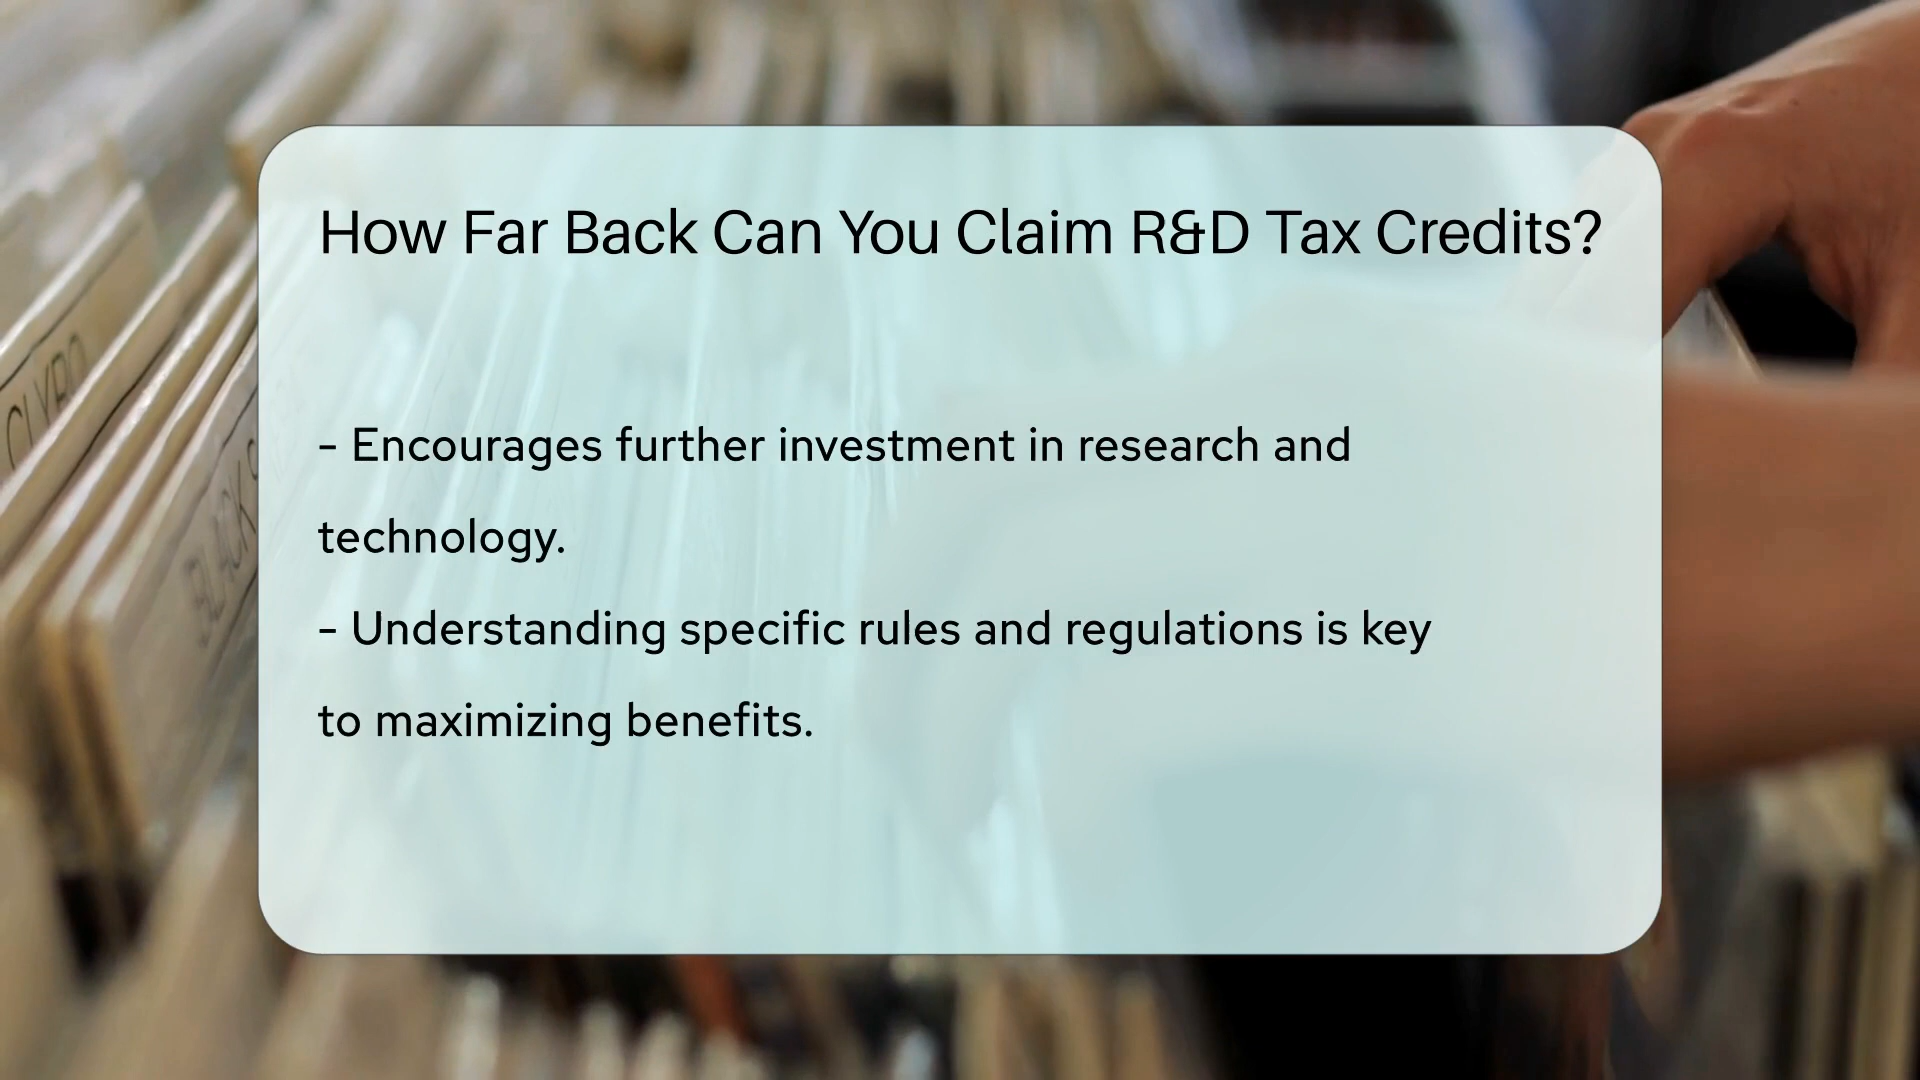 How Far Back Can You Claim R&D Tax Credits?
- Encourages further investment in research and
technology.
- Understanding specific rules and regulations is key
to maximizing benefits.